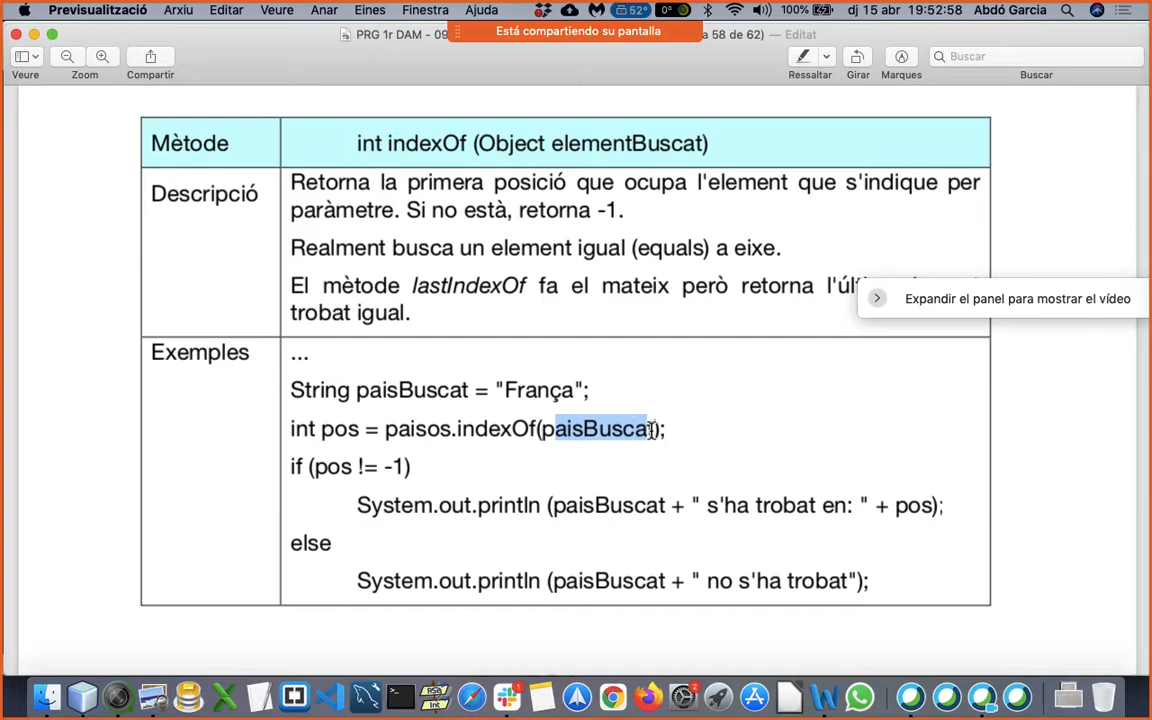 Previsualització Arxiu Editar Veure Anar Eines Finestra Ajuda 52° 0° 100% dj 15 abr 19:52:58 Abdó Garcia
Está compartiendo su pantalla
PRG 1r DAM - 09 a 58 de 62) — Editat
Buscar
Veure Zoom Compartir Ressaltar Girar Marques Buscar
Mètode int indexOf (Object elementBuscat)
Descripció Retorna la primera posició que ocupa l'element que s'indique per
paràmetre. Si no està, retorna -1.
Realment busca un element igual (equals) a eixe.
El mètode lastIndexOf fa el mateix però retorna
trobat igual.
Expandir el panel para mostrar el vídeo
Exemples ...
String paisBuscat = "França";
int pos = paisos.indexOf(paisBuscat);
if (pos != -1)
System.out.println (paisBuscat + " s'ha trobat en: " + pos);
else
System.out.println (paisBuscat + " no s'ha trobat");